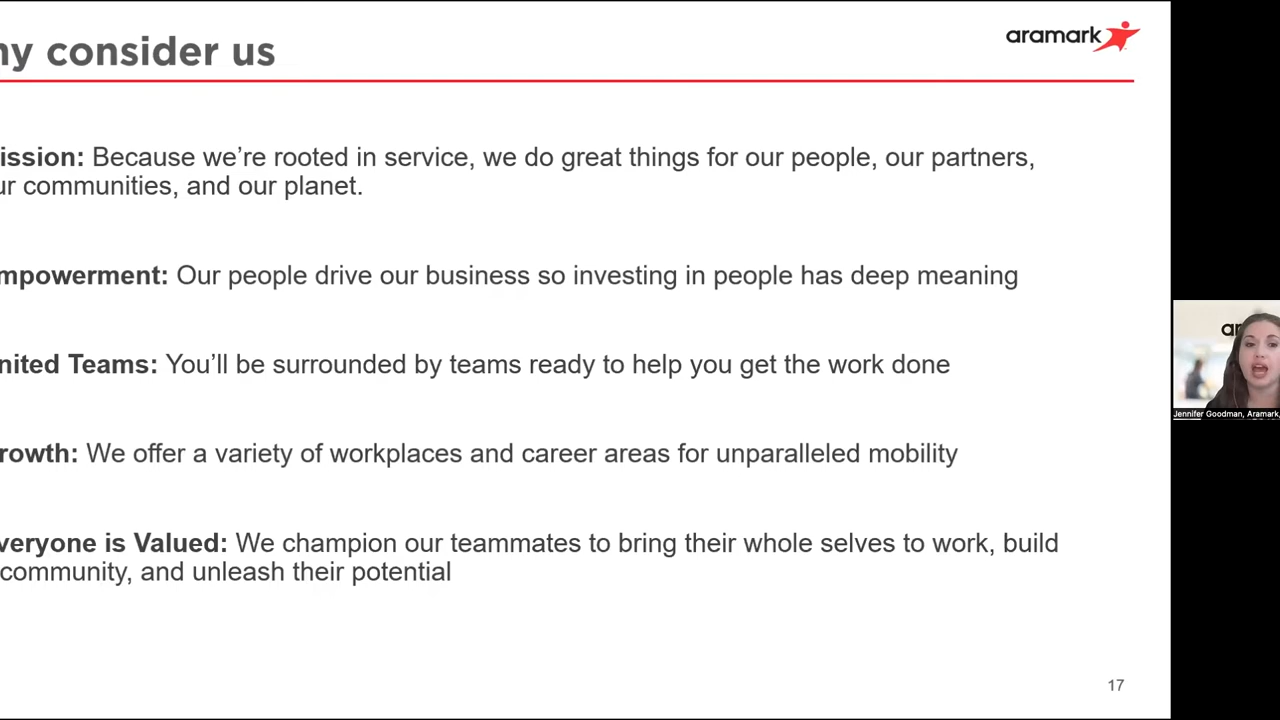 ny consider us
aramark
ission: Because we're rooted in service, we do great things for our people, our partners,
ur communities, and our planet.
mpowerment: Our people drive our business so investing in people has deep meaning
nited Teams: You'll be surrounded by teams ready to help you get the work done
rowth: We offer a variety of workplaces and career areas for unparalleled mobility
veryone is Valued: We champion our teammates to bring their whole selves to work, build
community, and unleash their potential
17
ar
Jennifer Goodman, Aramark,